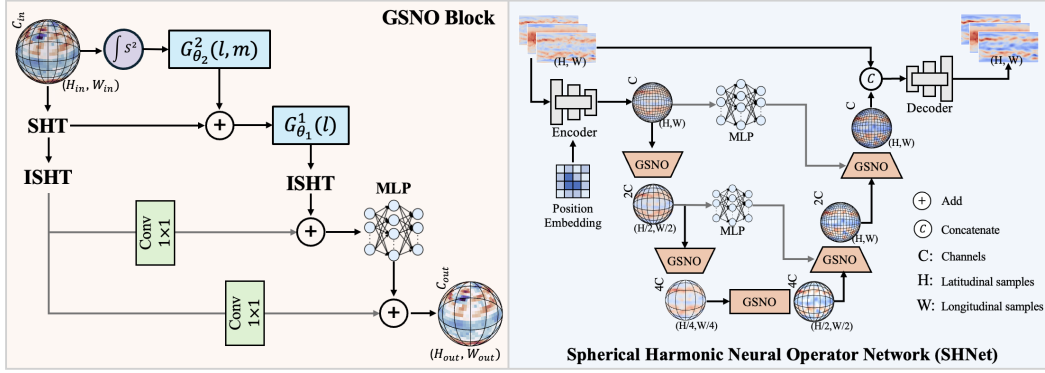 GSNO Block
C_in
∫S²
G²_θ₂(l, m)
(H_in, W_in)
SHT
+
G¹_θ₁(l)
ISHT
ISHT
MLP
Conv
1×1
+
Conv
1×1
C_out
+
(H_out, W_out)
(H, W)
(H, W)
C
C
Encoder
(H,W)
MLP
Decoder
C
(H,W)
GSNO
GSNO
Position
Embedding
2C
(H/2,W/2)
MLP
2C
(H,W)
GSNO
GSNO
4C
(H/4,W/4)
GSNO
4C
(H/2,W/2)
+ Add
C Concatenate
C: Channels
H: Latitudinal samples
W: Longitudinal samples
Spherical Harmonic Neural Operator Network (SHNet)